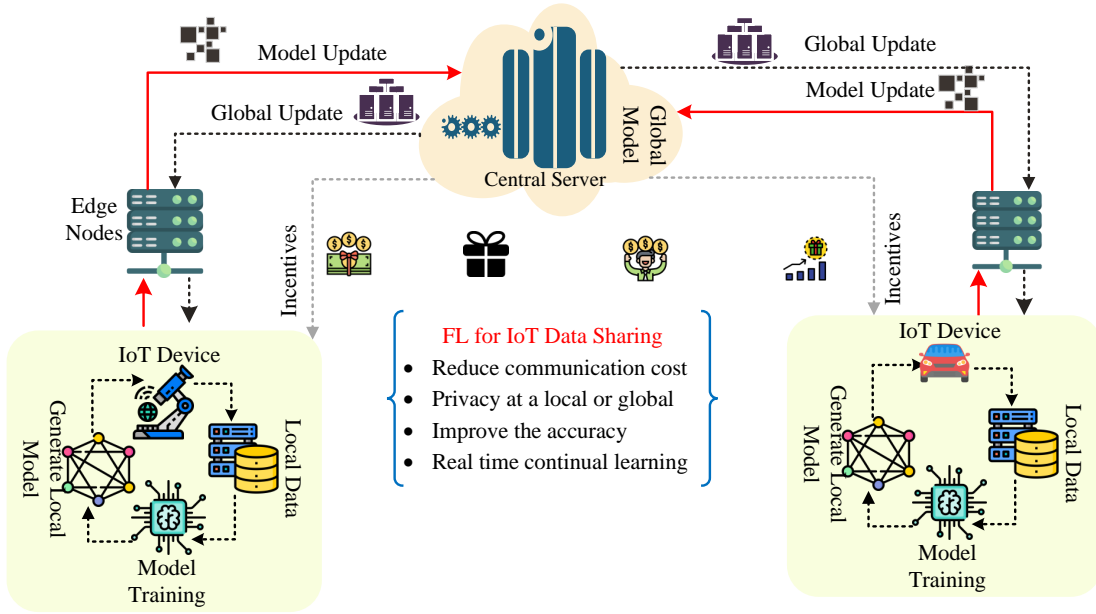 Model Update
Global Update
Global Update
Model Update
Global
Model
Central Server
Edge
Nodes
Incentives
Incentives
FL for IoT Data Sharing
• Reduce communication cost
• Privacy at a local or global
• Improve the accuracy
• Real time continual learning
IoT Device
Generate Local
Model
Local Data
Model
Training
IoT Device
Generate Local
Model
Local Data
Model
Training